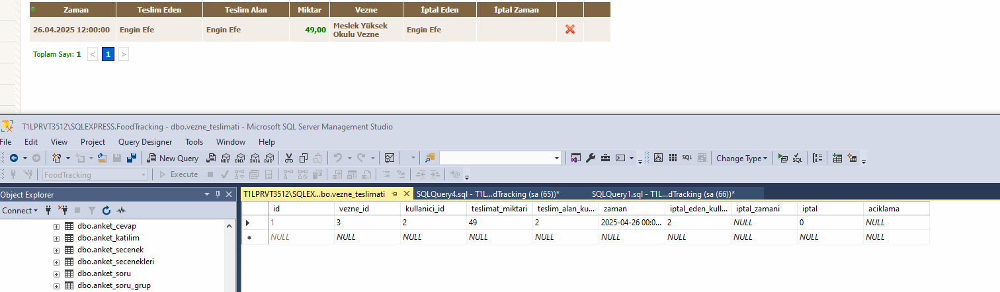 Zaman Teslim Eden Teslim Alan Miktar Vezne İptal Eden İptal Zaman
26.04.2025 12:00:00 Engin Efe Engin Efe 49,00 Meslek Yüksek Okulu Vezne Engin Efe
Toplam Sayı: 1 < 1 >
T1LPRVT3512\SQLEXPRESS.FoodTracking - dbo.vezne_teslimati - Microsoft SQL Server Management Studio
File Edit View Project Query Designer Tools Window Help
New Query MDX DMX XMLA DAX SQL Change Type SQL
FoodTracking Execute
Object Explorer
T1LPRVT3512\SQLEX...bo.vezne_teslimati SQLQuery4.sql - T1L...dTracking (sa (65))* SQLQuery1.sql - T1L...dTracking (sa (66))*
Connect
id vezne_id kullanici_id teslimat_miktari teslim_alan_ku... zaman iptal_eden_kull... iptal_zamani iptal aciklama
1 3 2 49 2 2025-04-26 00:0... 2 NULL 0 NULL
NULL NULL NULL NULL NULL NULL NULL NULL NULL NULL
dbo.anket_cevap
dbo.anket_katilim
dbo.anket_secenek
dbo.anket_secenekleri
dbo.anket_soru
dbo.anket_soru_grup